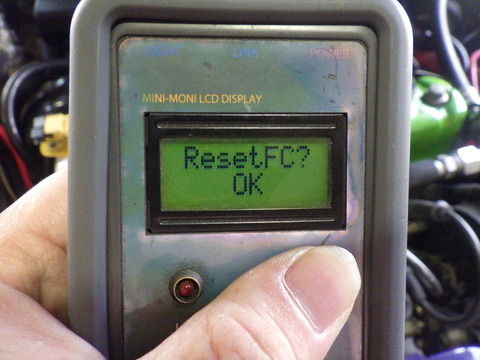 LINK
POWER
MINI-MONI LCD DISPLAY
ResetFC?
OK